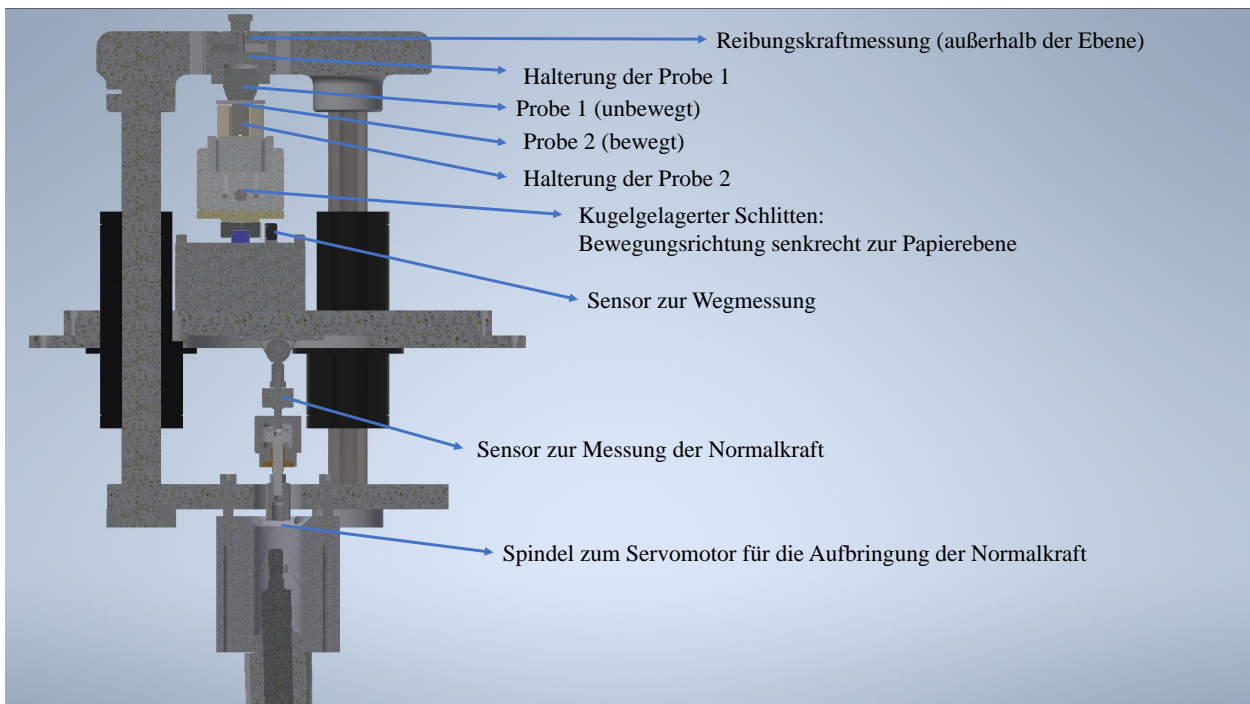 Reibungskraftmessung (außerhalb der Ebene)
Halterung der Probe 1
Probe 1 (unbewegt)
Probe 2 (bewegt)
Halterung der Probe 2
Kugelgelagerter Schlitten:
Bewegungsrichtung senkrecht zur Papierebene
Sensor zur Wegmessung
Sensor zur Messung der Normalkraft
Spindel zum Servomotor für die Aufbringung der Normalkraft